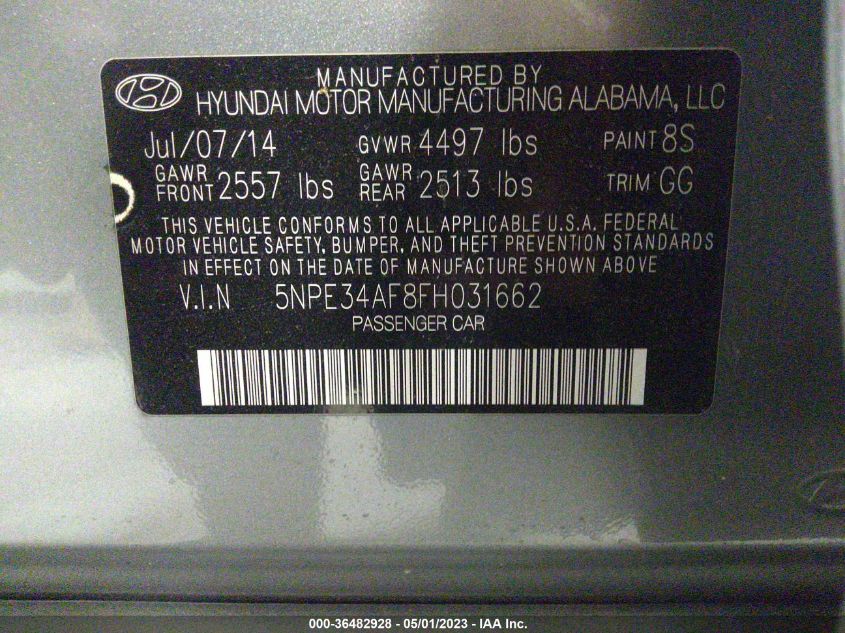 MANUFACTURED BY
HYUNDAI MOTOR MANUFACTURING ALABAMA, LLC
Jul/07/14 GVWR 4497 lbs PAINT 8S
GAWR FRONT 2557 lbs GAWR REAR 2513 lbs TRIM GG
THIS VEHICLE CONFORMS TO ALL APPLICABLE U.S.A. FEDERAL
MOTOR VEHICLE SAFETY, BUMPER, AND THEFT PREVENTION STANDARDS
IN EFFECT ON THE DATE OF MANUFACTURE SHOWN ABOVE
V.I.N 5NPE34AF8FH031662
PASSENGER CAR
000-36482928 - 05/01/2023 - IAA Inc.